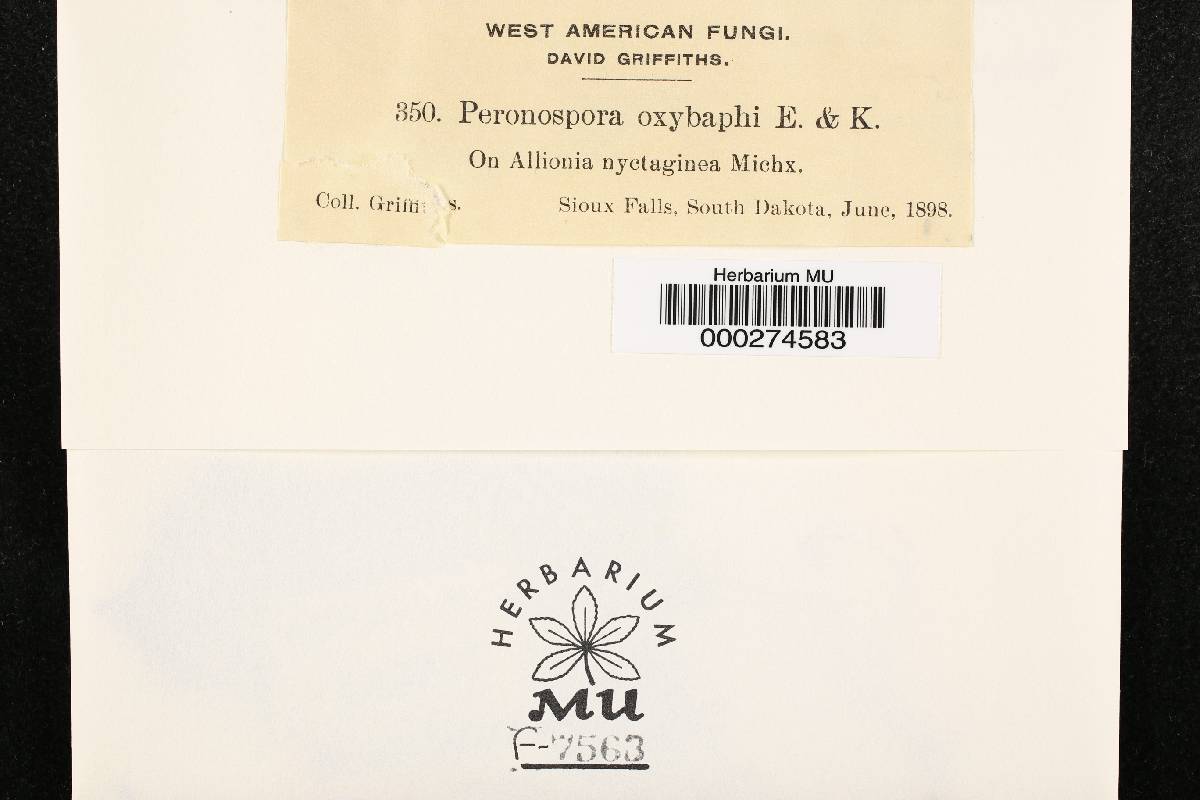 WEST AMERICAN FUNGI.
DAVID GRIFFITHS.
350. Peronospora oxybaphi E. & K.
On Allionia nyctaginea Michx.
Coll. Griffiths. Sioux Falls, South Dakota, June, 1898.
Herbarium MU
000274583
HERBARIUM
MU
F-7563